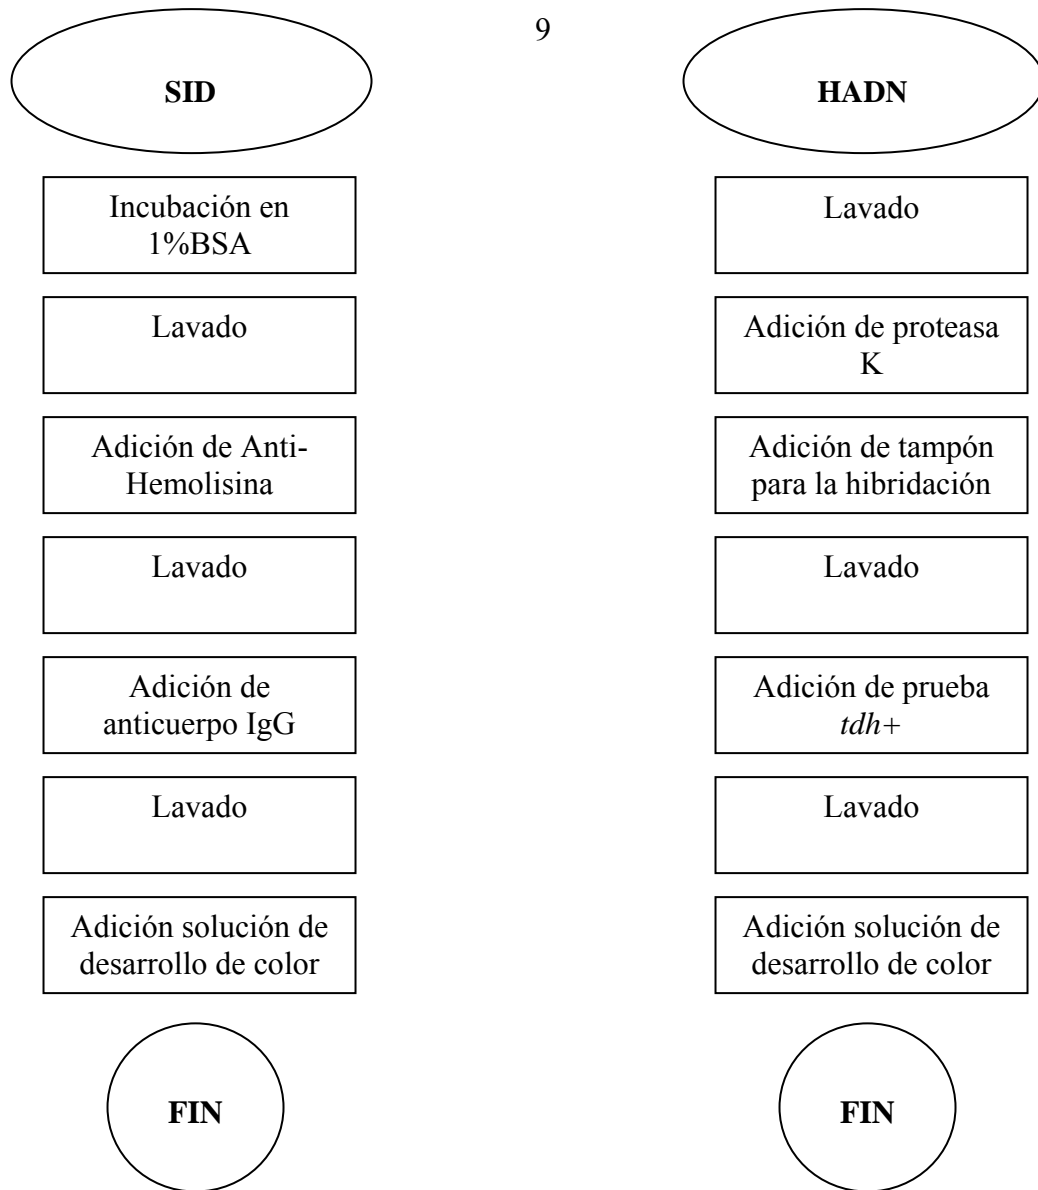 9
SID
Incubación en
1%BSA
Lavado
Adición de Anti-
Hemolisina
Lavado
Adición de
anticuerpo IgG
Lavado
Adición solución de
desarrollo de color
FIN
HADN
Lavado
Adición de proteasa
K
Adición de tampón
para la hibridación
Lavado
Adición de prueba
tdh+
Lavado
Adición solución de
desarrollo de color
FIN